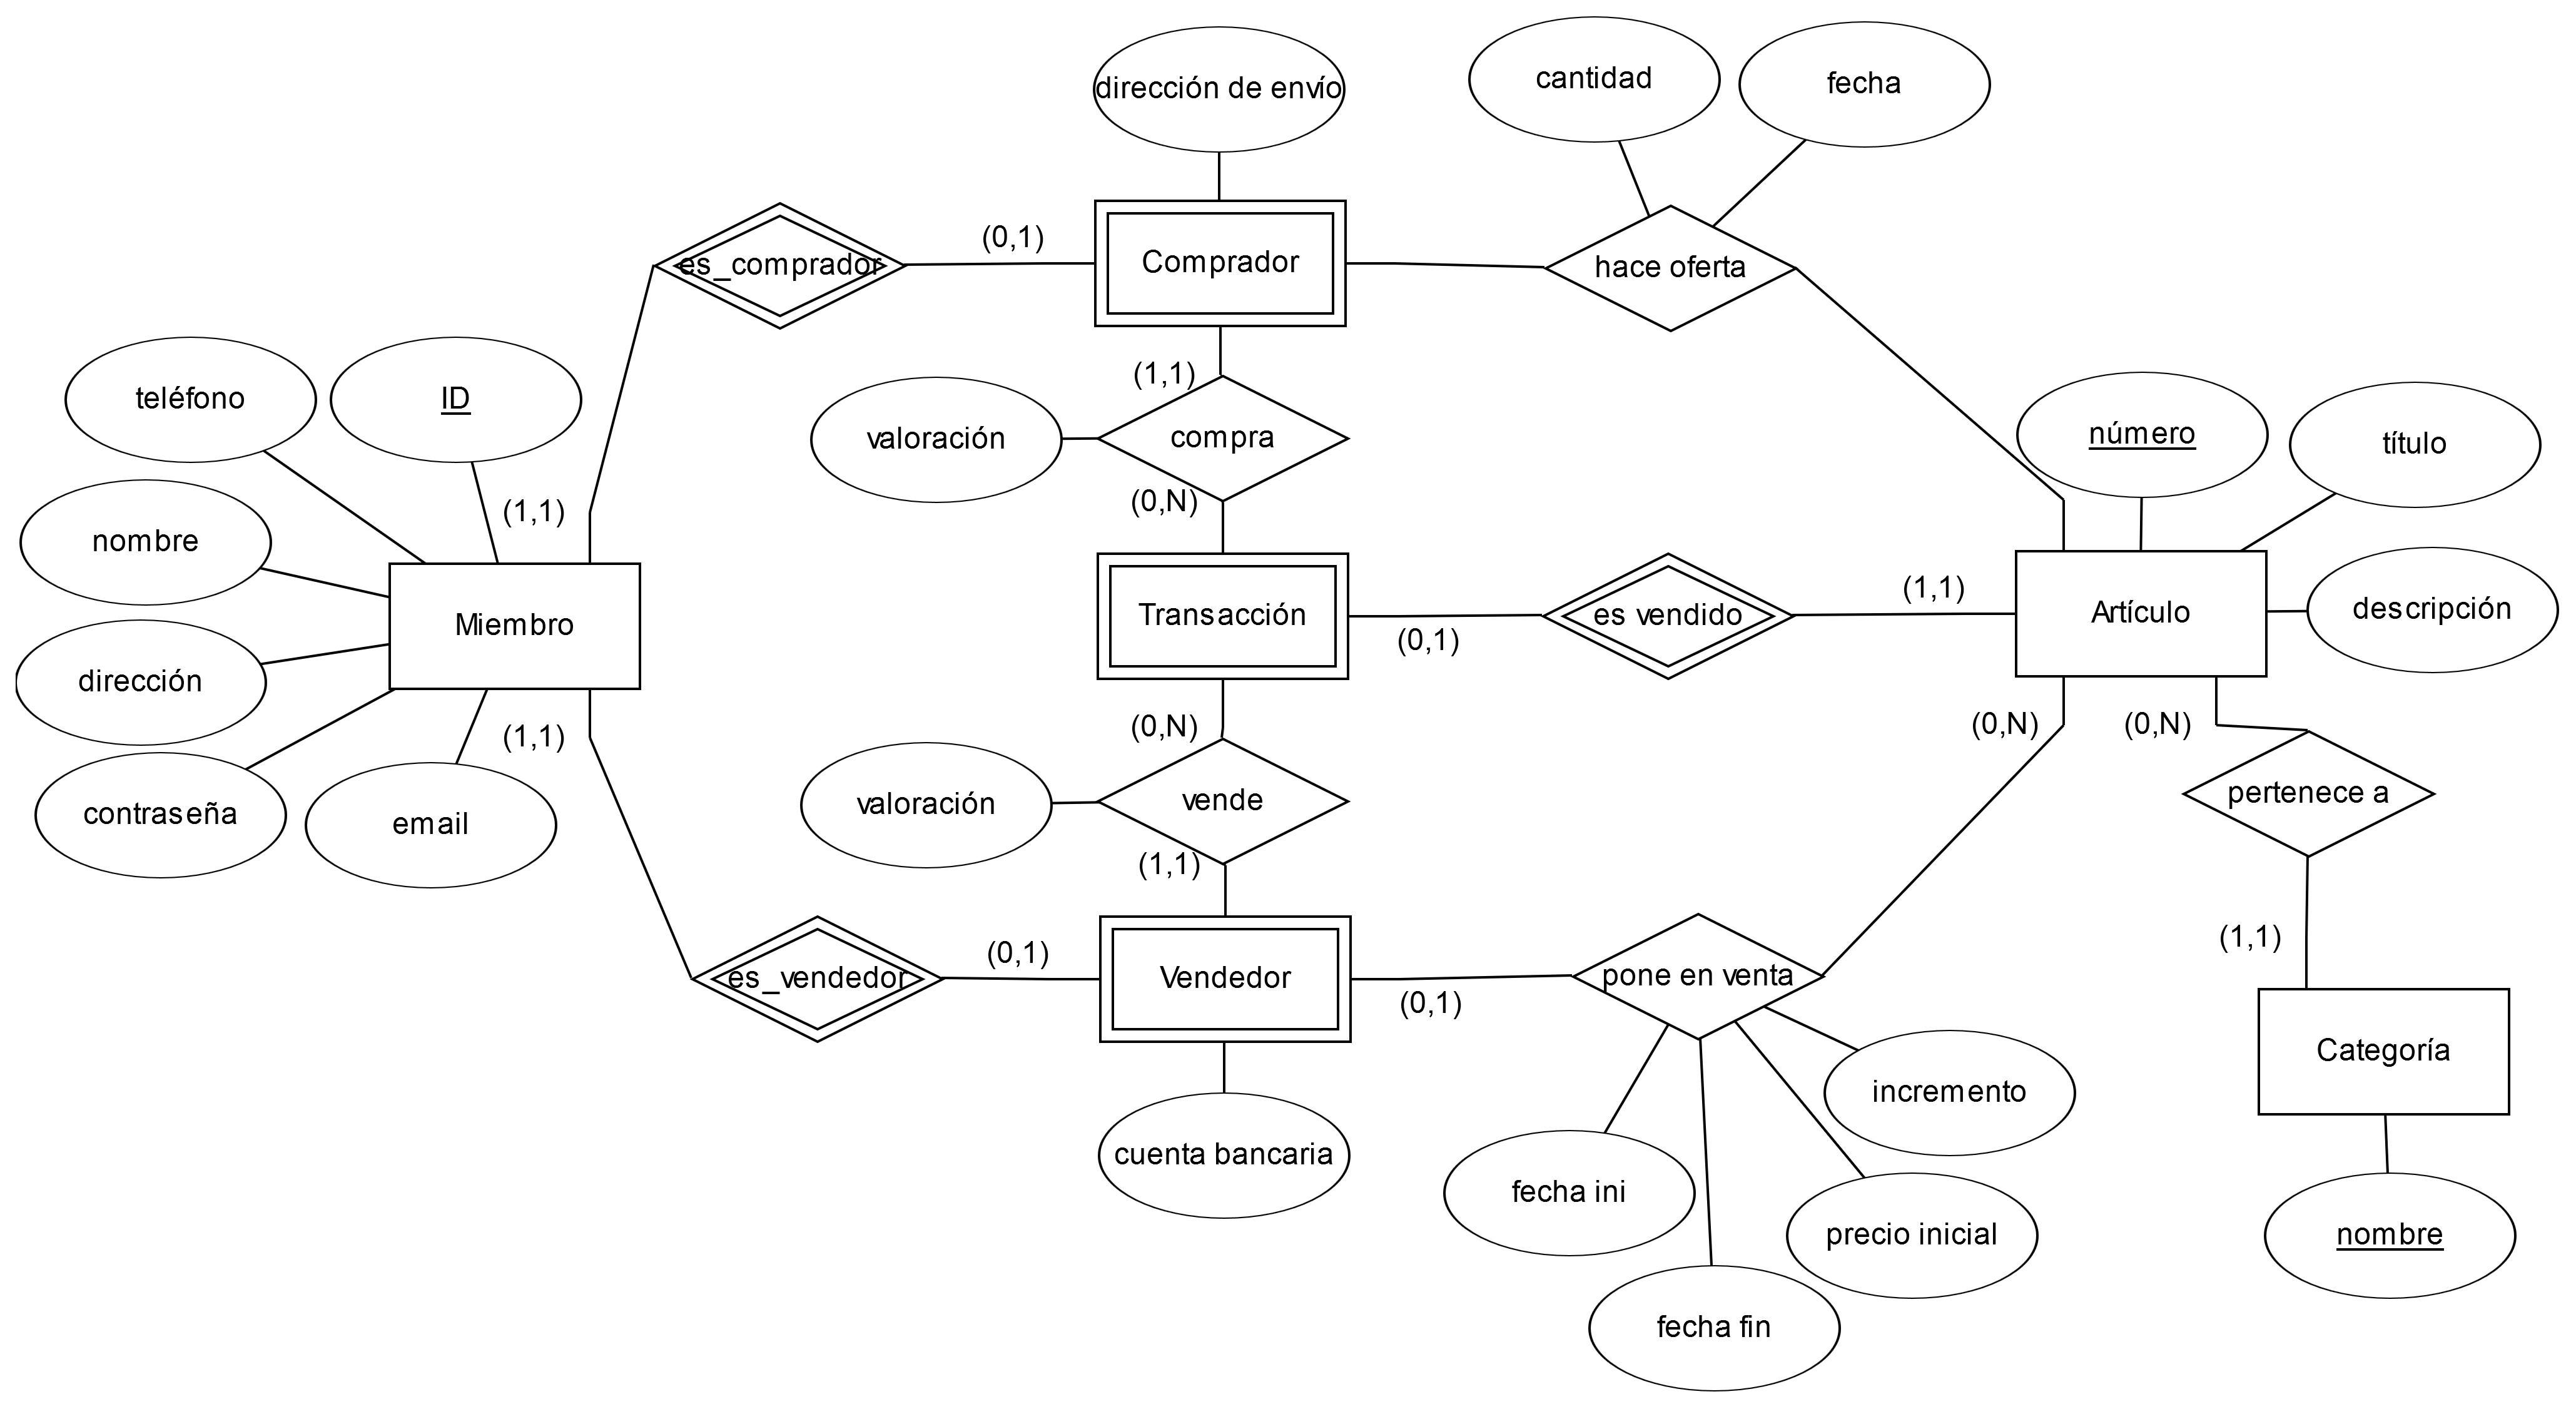 dirección de envío
cantidad
fecha
es_comprador
(0,1)
Comprador
hace oferta
teléfono
ID
(1,1)
valoración
compra
número
título
(1,1)
(0,N)
nombre
Miembro
Transacción
(0,1)
es vendido
(1,1)
Artículo
descripción
dirección
(1,1)
(0,N)
(0,N)
(0,N)
contraseña
email
valoración
vende
pertenece a
(1,1)
(1,1)
es_vendedor
(0,1)
Vendedor
(0,1)
pone en venta
Categoría
incremento
cuenta bancaria
fecha ini
precio inicial
nombre
fecha fin